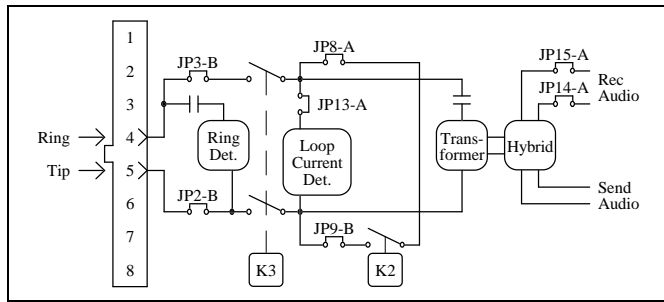 1
2
3
4
5
6
7
8
Ring
Tip
JP3-B
JP2-B
Ring
Det.
K3
JP8-A
JP13-A
Loop
Current
Det.
JP9-B
K2
Trans-
former
Hybrid
JP15-A
JP14-A
Rec
Audio
Send
Audio